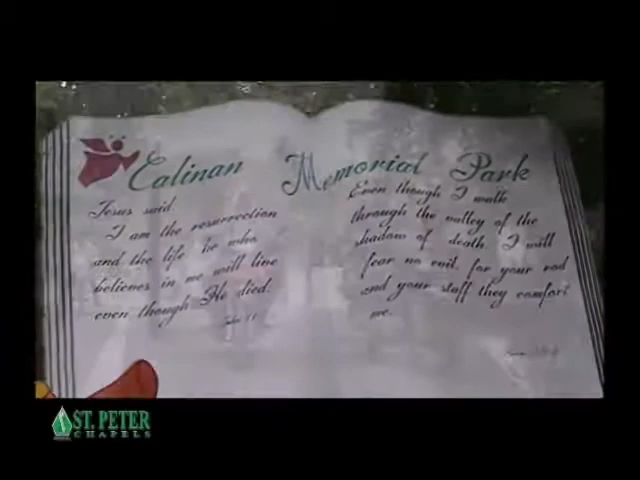 Calinan Memorial Park
Jesus said.
I am the resurrection
and the life he who
believes in me will live
even though He died.
John
Even though I walk
through the valley of the
shadow of death. I will
fear no evil. for your rod
and your staff they comfort
me.
ST. PETER
CHAPELS